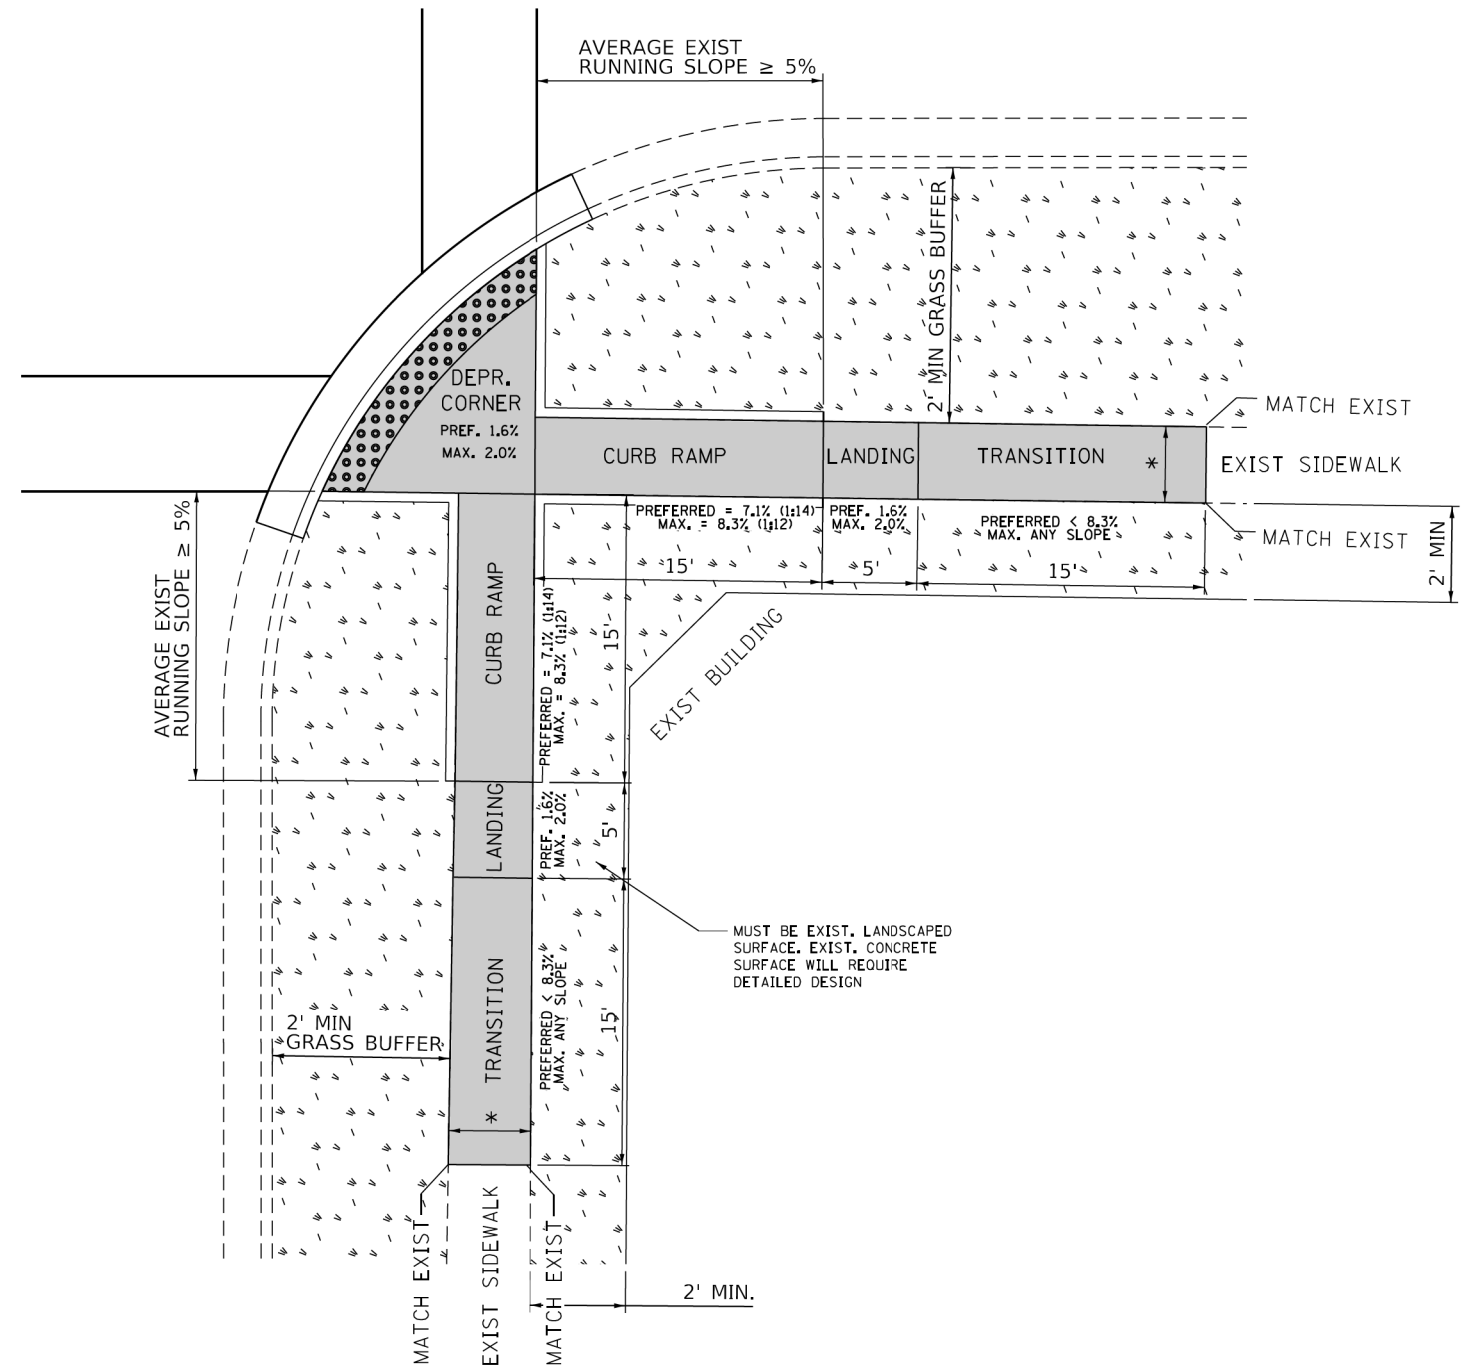 AVERAGE EXIST
RUNNING SLOPE ≥ 5%
2' MIN GRASS BUFFER
DEPR.
CORNER
PREF. 1.6%
MAX. 2.0%
MATCH EXIST
CURB RAMP
LANDING
TRANSITION
*
EXIST SIDEWALK
PREFERRED = 7.1% (1:14)
MAX. = 8.3% (1:12)
PREF. 1.6%
MAX. 2.0%
PREFERRED < 8.3%
MAX. ANY SLOPE
MATCH EXIST
2' MIN
15'
5'
15'
AVERAGE EXIST
RUNNING SLOPE ≥ 5%
CURB RAMP
PREFERRED = 7.1% (1:14)
MAX. = 8.3% (1:12)
15'
EXIST BUILDING
LANDING
PREF. 1.6%
MAX. 2.0%
5'
MUST BE EXIST. LANDSCAPED
SURFACE. EXIST. CONCRETE
SURFACE WILL REQUIRE
DETAILED DESIGN
TRANSITION
PREFERRED < 8.3%
MAX. ANY SLOPE
15'
2' MIN
GRASS BUFFER
*
MATCH EXIST
EXIST SIDEWALK
MATCH EXIST
2' MIN.